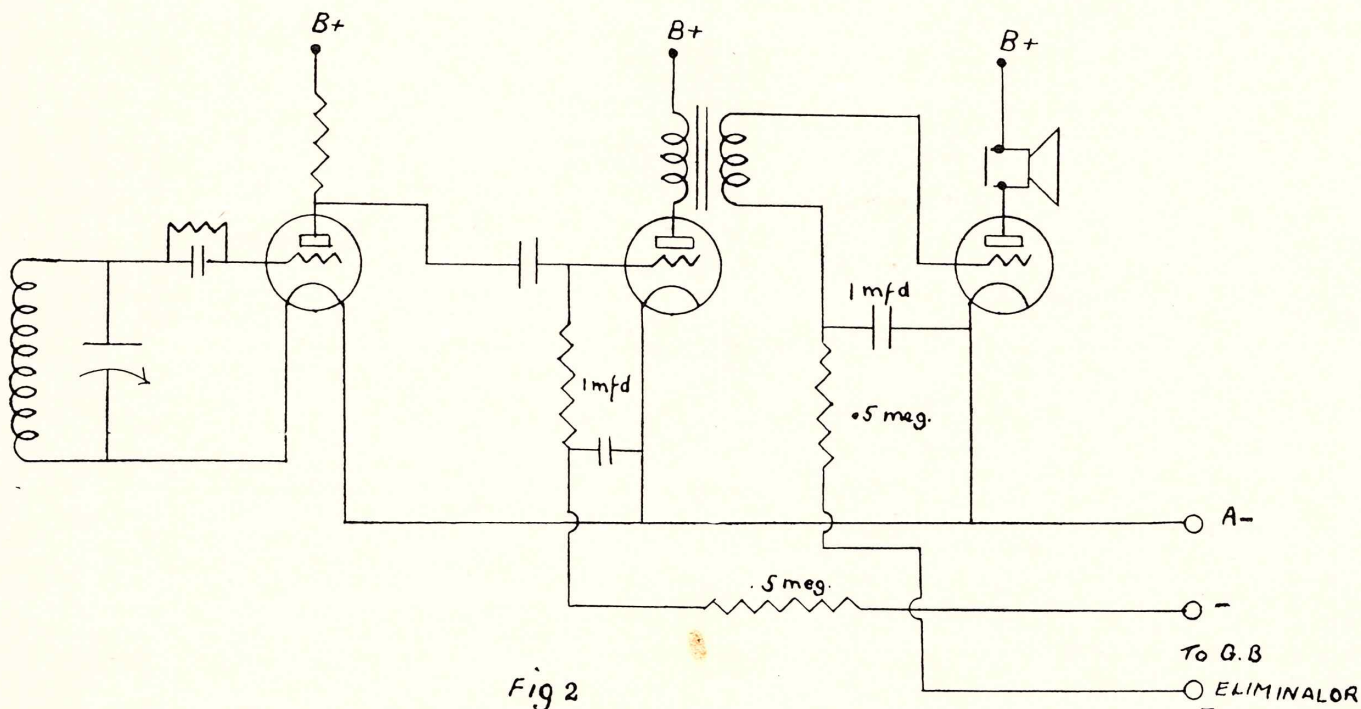 B+
B+
B+
1 mfd
1 mfd
.5 meg.
A-
.5 meg.
-
To G.B
ELIMINALOR
-
Fig 2